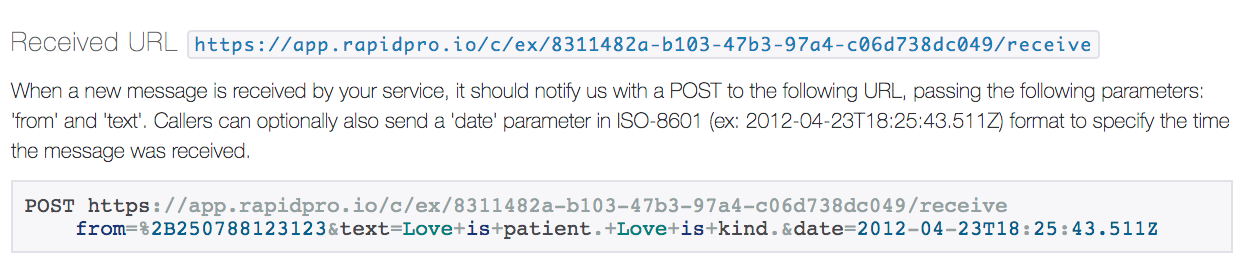 Received URL https://app.rapidpro.io/c/ex/8311482a-b103-47b3-97a4-c06d738dc049/receive
When a new message is received by your service, it should notify us with a POST to the following URL, passing the following parameters:
'from' and 'text'. Callers can optionally also send a 'date' parameter in ISO-8601 (ex: 2012-04-23T18:25:43.511Z) format to specify the time
the message was received.
POST https://app.rapidpro.io/c/ex/8311482a-b103-47b3-97a4-c06d738dc049/receive
from=%2B250788123123&text=Love+is+patient.+Love+is+kind.&date=2012-04-23T18:25:43.511Z